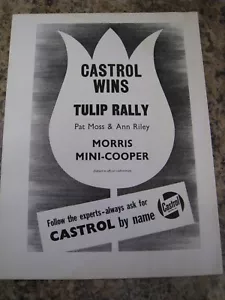 CASTROL
WINS
TULIP RALLY
Pat Moss & Ann Riley
MORRIS
MINI-COOPER
Follow the experts-always ask for
CASTROL by name
Castrol